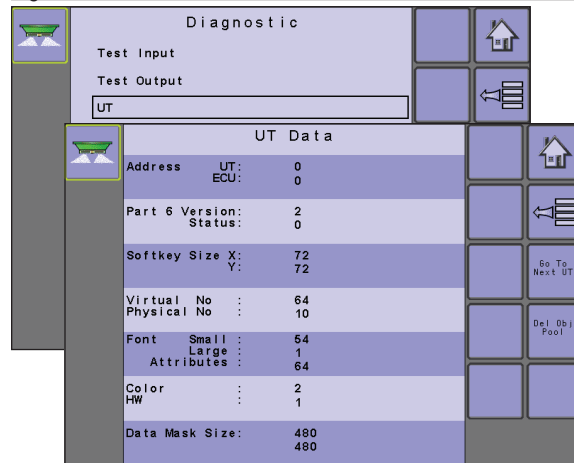 Diagnostic
Test Input
Test Output
UT
UT Data
Address UT: 0
ECU: 0
Part 6 Version: 2
Status: 0
Softkey Size X: 72
Y: 72
Virtual No : 64
Physical No : 10
Font Small : 54
Large : 1
Attributes : 64
Color : 2
HW : 1
Data Mask Size: 480
480
Go To
Next UT
Del Obj
Pool